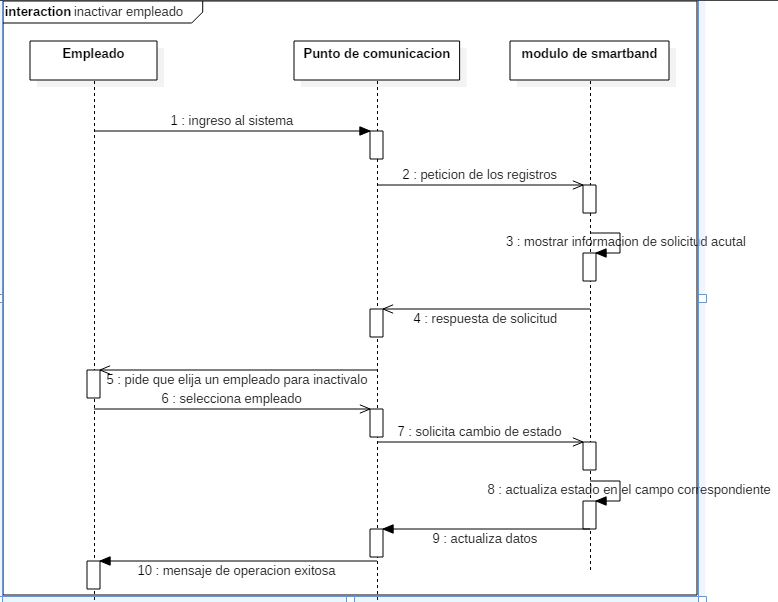 interaction inactivar empleado
Empleado
Punto de comunicacion
modulo de smartband
1 : ingreso al sistema
2 : peticion de los registros
3 : mostrar informacion de solicitud acutal
4 : respuesta de solicitud
5 : pide que elija un empleado para inactivalo
6 : selecciona empleado
7 : solicita cambio de estado
8 : actualiza estado en el campo correspondiente
9 : actualiza datos
10 : mensaje de operacion exitosa